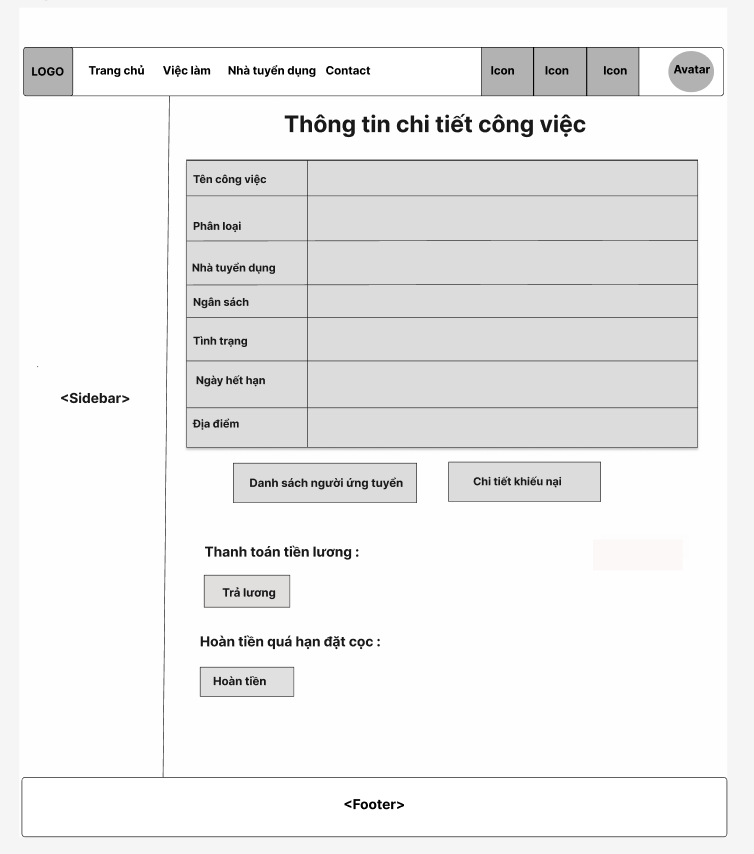 LOGO Trang chủ Việc làm Nhà tuyển dụng Contact Icon Icon Icon Avatar
Thông tin chi tiết công việc
Tên công việc
Phân loại
Nhà tuyển dụng
Ngân sách
Tình trạng
Ngày hết hạn
Địa điểm
<Sidebar>
Danh sách người ứng tuyển Chi tiết khiếu nại
Thanh toán tiền lương :
Trả lương
Hoàn tiền quá hạn đặt cọc :
Hoàn tiền
<Footer>